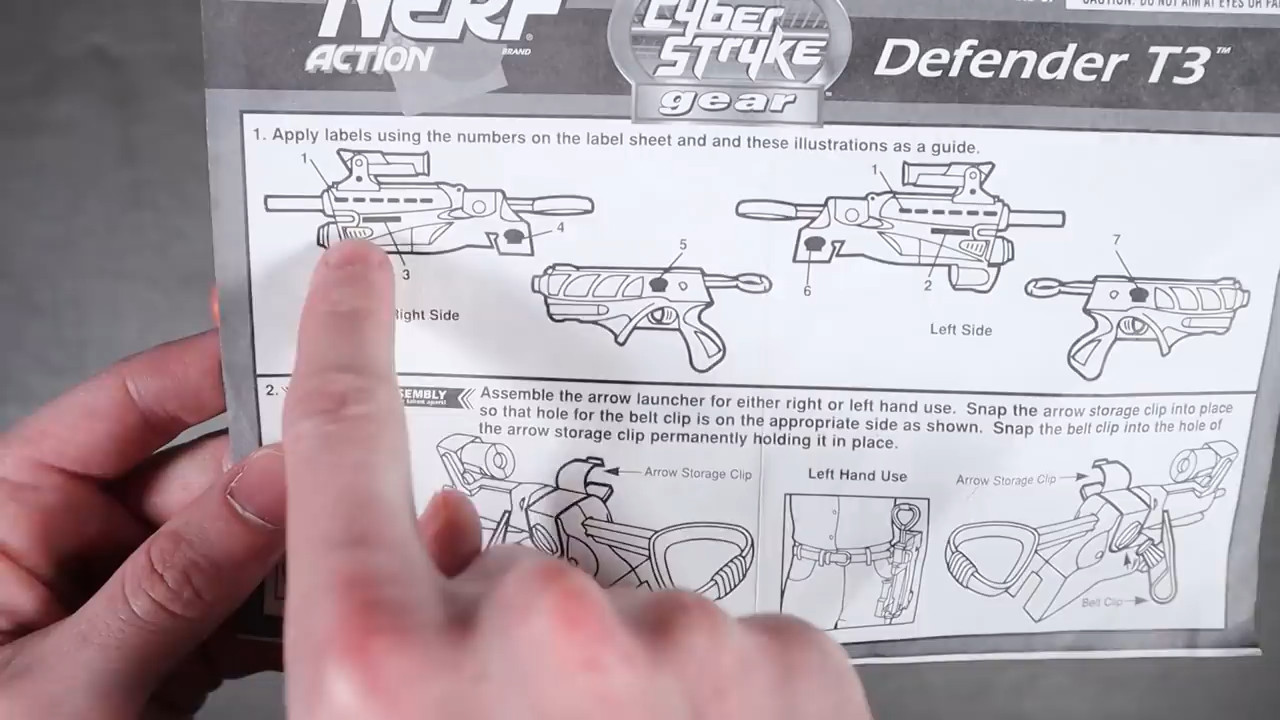 NERF®
ACTION BRAND
CYBER
STRYKE
gear
Defender T3™
CAUTION: DO NOT AIM AT EYES OR
1. Apply labels using the numbers on the label sheet and and these illustrations as a guide.
1
3
4
Right Side
5
1
6
2
Left Side
7
2.
Assemble the arrow launcher for either right or left hand use. Snap the arrow storage clip into place
so that hole for the belt clip is on the appropriate side as shown. Snap the belt clip into the hole of
the arrow storage clip permanently holding it in place.
Arrow Storage Clip
Left Hand Use
Arrow Storage Clip
Belt Clip